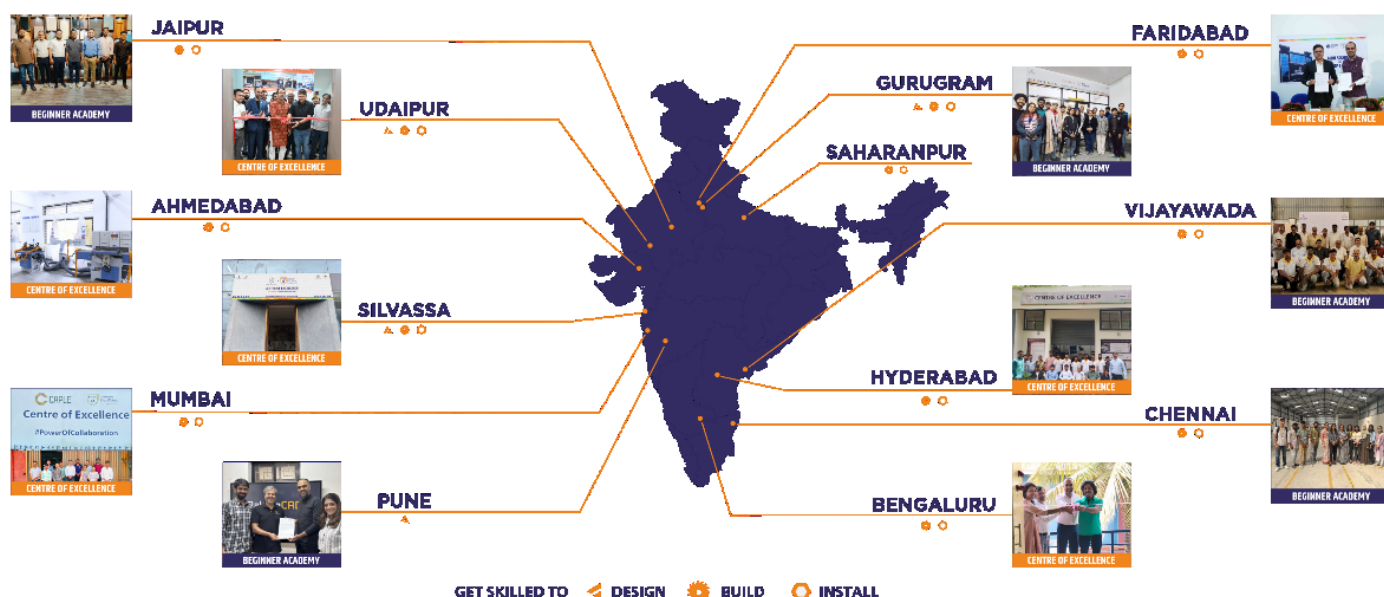 JAIPUR
BEGINNER ACADEMY
UDAIPUR
CENTRE OF EXCELLENCE
AHMEDABAD
CENTRE OF EXCELLENCE
SILVASSA
CENTRE OF EXCELLENCE
MUMBAI
Centre of Excellence
#PowerOfCollaboration
CENTRE OF EXCELLENCE
PUNE
BEGINNER ACADEMY
FARIDABAD
CENTRE OF EXCELLENCE
GURUGRAM
BEGINNER ACADEMY
SAHARANPUR
VIJAYAWADA
BEGINNER ACADEMY
HYDERABAD
CENTRE OF EXCELLENCE
CENTRE OF EXCELLENCE
CHENNAI
BEGINNER ACADEMY
BENGALURU
CENTRE OF EXCELLENCE
GET SKILLED TO DESIGN BUILD INSTALL